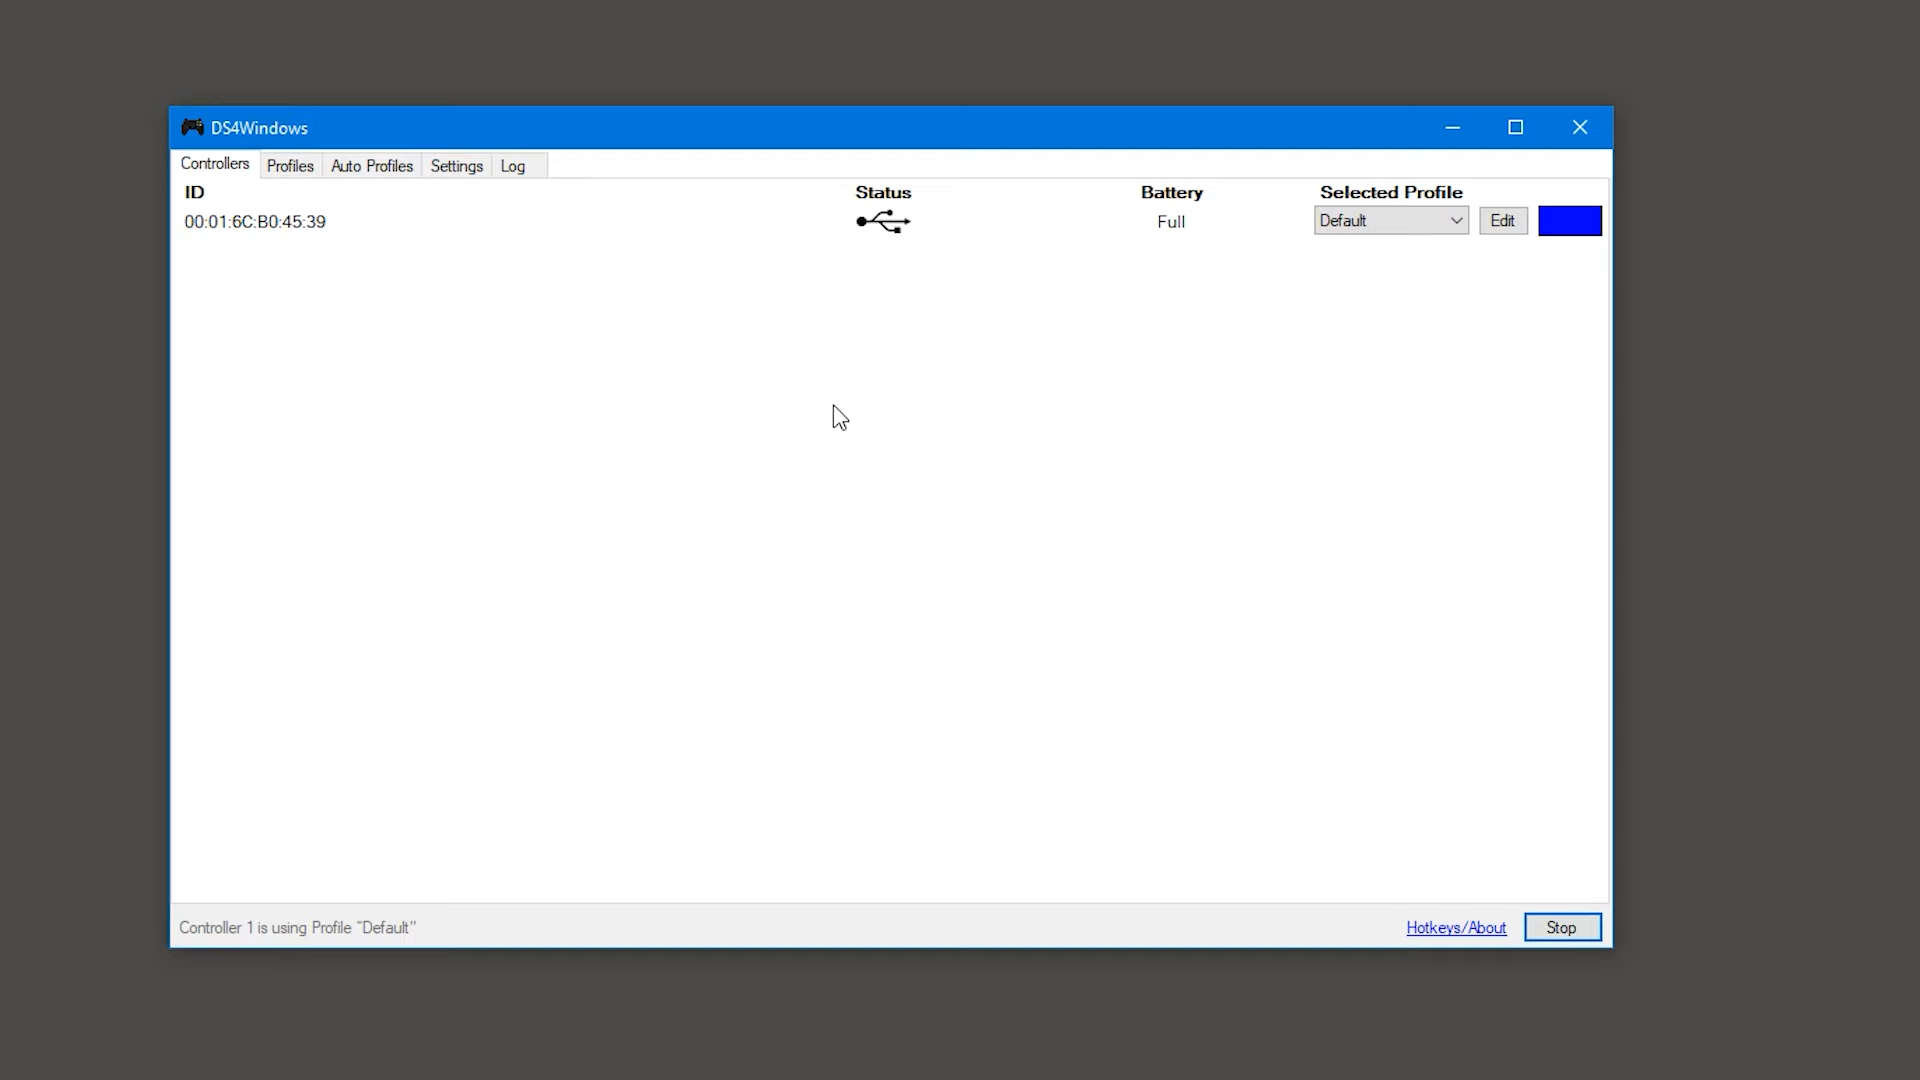 DS4Windows
Controllers Profiles Auto Profiles Settings Log
ID Status Battery Selected Profile
00:01:6C:B0:45:39 Full Default Edit
Controller 1 is using Profile "Default" Hotkeys/About Stop